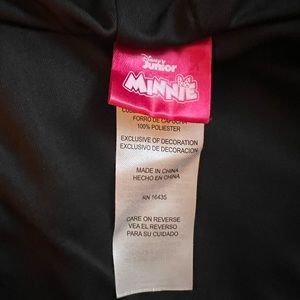 Disney
Junior
MINNIE
FORRO DE CAPUCHA
100% POLIESTER
EXCLUSIVE OF DECORATION
EXCLUSIVO DE DECORACION
MADE IN CHINA
HECHO EN CHINA
RN 16435
CARE ON REVERSE
VEA EL REVERSO
PARA SU CUIDADO